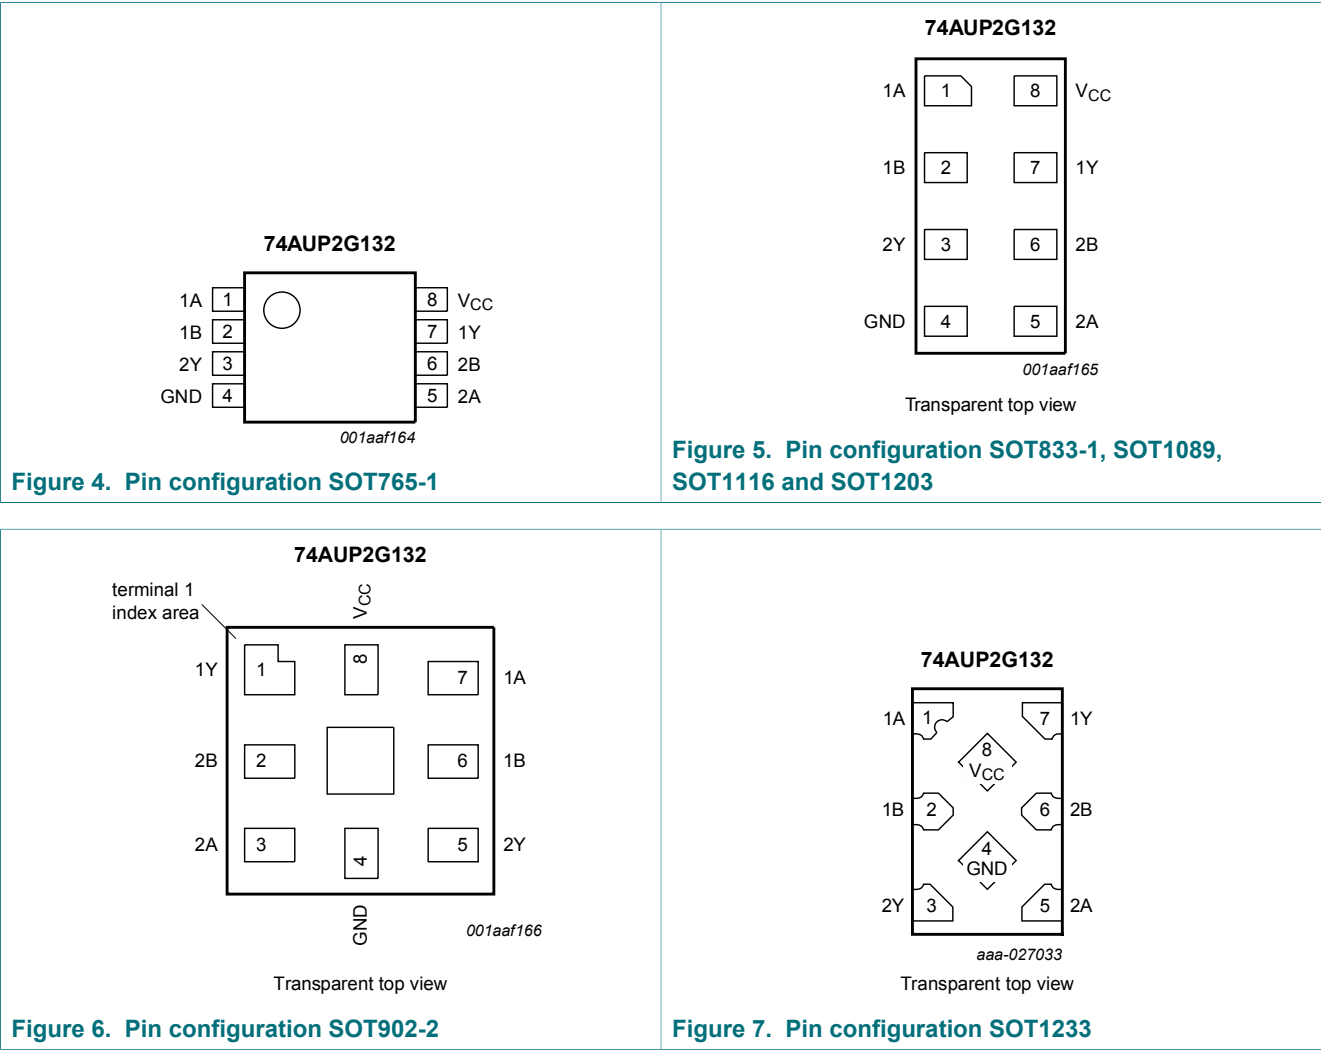 74AUP2G132
1A 1 8 VCC
1B 2 7 1Y
2Y 3 6 2B
GND 4 5 2A
001aaf164
Figure 4. Pin configuration SOT765-1
74AUP2G132
1A 1 8 VCC
1B 2 7 1Y
2Y 3 6 2B
GND 4 5 2A
001aaf165
Transparent top view
Figure 5. Pin configuration SOT833-1, SOT1089,
SOT1116 and SOT1203
74AUP2G132
terminal 1
index area
VCC
1Y 1 8 7 1A
2B 2 6 1B
2A 3 4 5 2Y
GND
001aaf166
Transparent top view
Figure 6. Pin configuration SOT902-2
74AUP2G132
1A 1 7 1Y
8
VCC
1B 2 6 2B
4
GND
2Y 3 5 2A
aaa-027033
Transparent top view
Figure 7. Pin configuration SOT1233